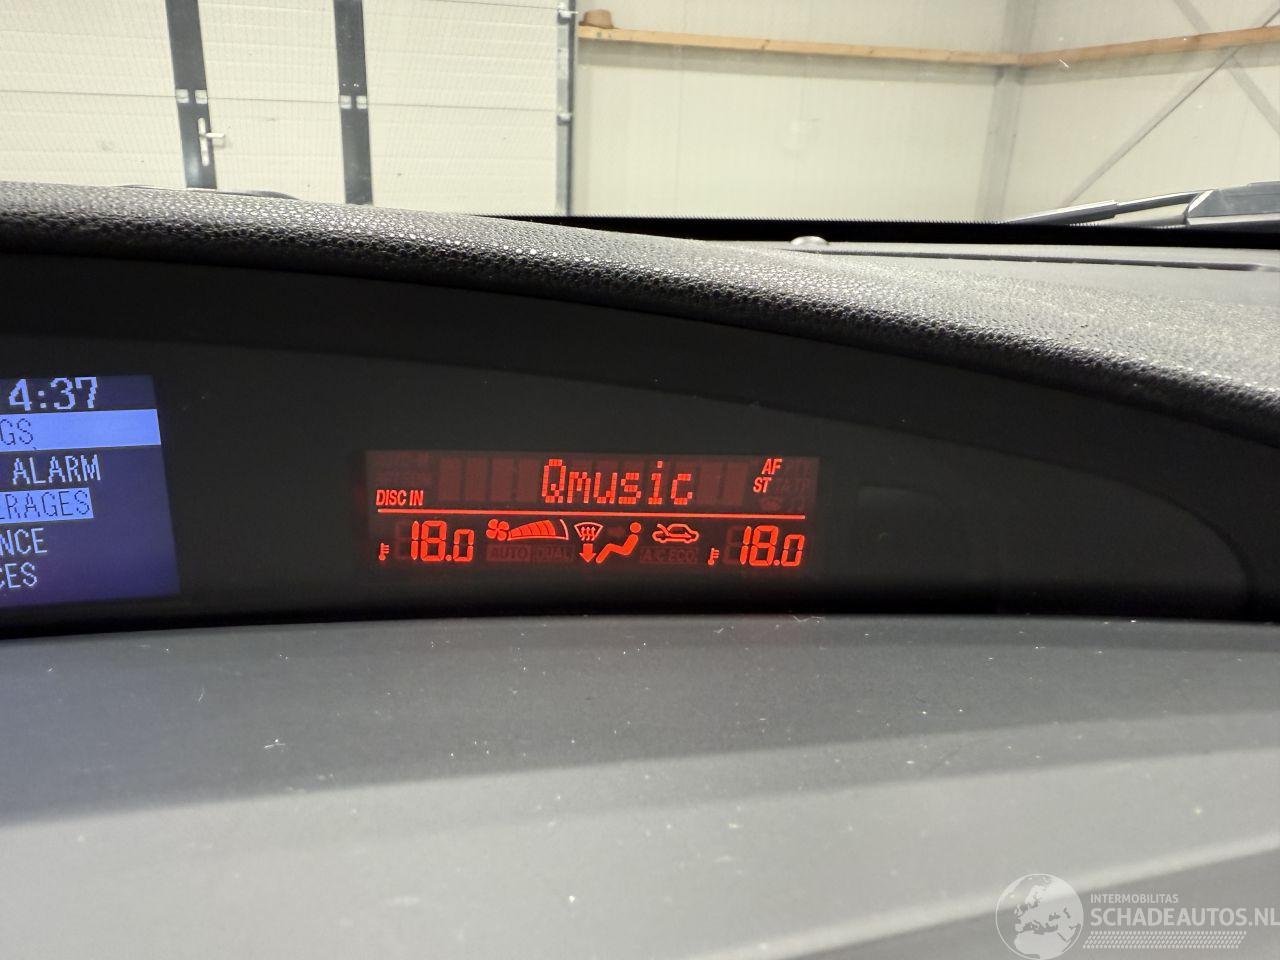 4:37
GS
ALARM
ERAGES
NCE
CES
Qmusic
AF
ST
DISC IN
18.0
18.0
AUTO DUAL
A/C ECO
INTERMOBILITAS
SCHADEAUTOS.NL